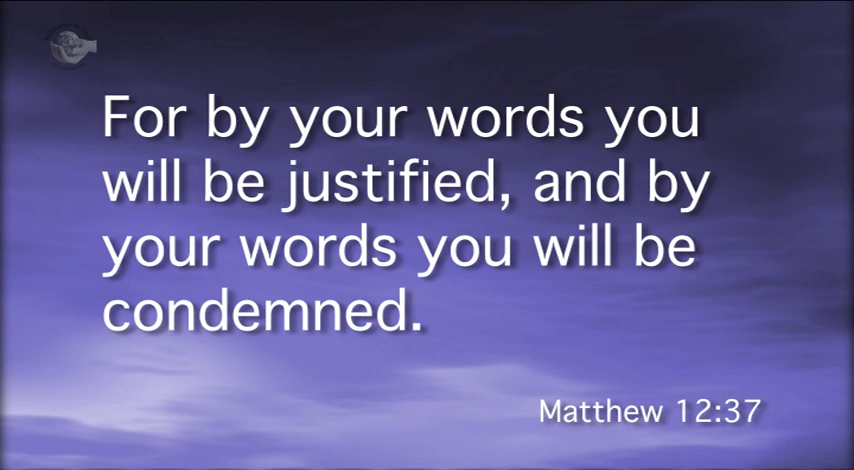 For by your words you
will be justified, and by
your words you will be
condemned.
Matthew 12:37